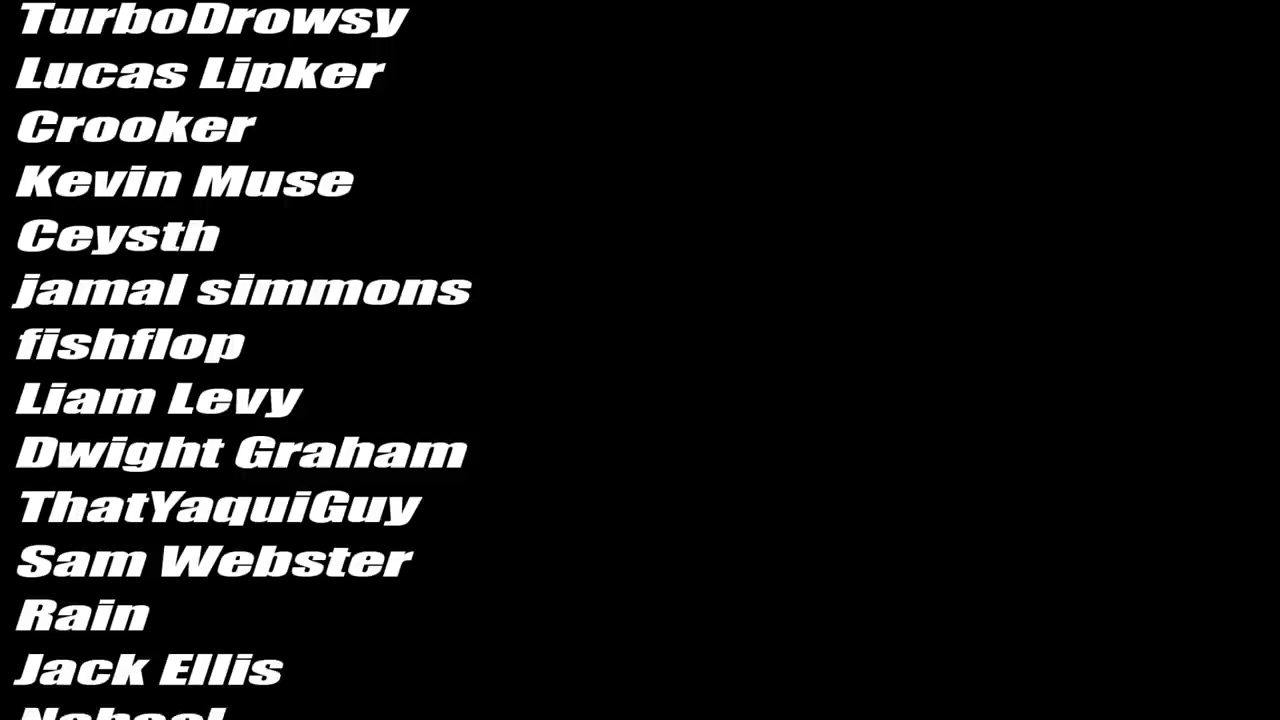 TurboDrowsy
Lucas Lipker
Crooker
Kevin Muse
Ceysth
jamal simmons
fishflop
Liam Levy
Dwight Graham
ThatYaquiGuy
Sam Webster
Rain
Jack Ellis